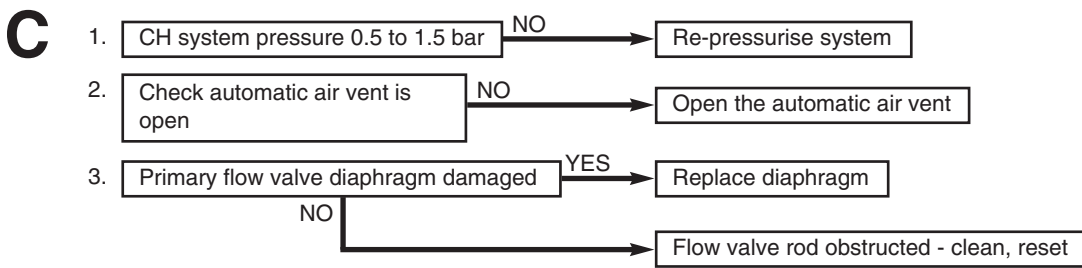 C
1. CH system pressure 0.5 to 1.5 bar NO Re-pressurise system
2. Check automatic air vent is
open NO Open the automatic air vent
3. Primary flow valve diaphragm damaged YES Replace diaphragm
NO
Flow valve rod obstructed - clean, reset